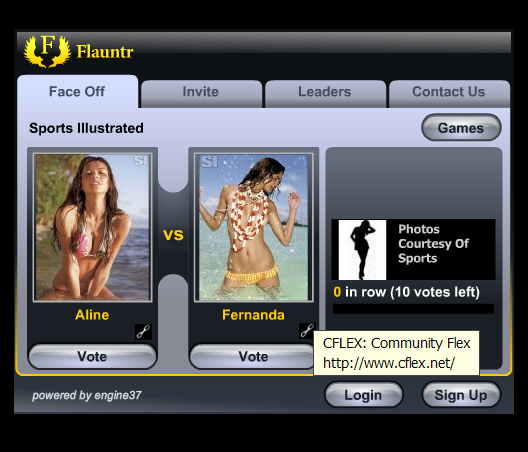 F
Flauntr
Face Off
Invite
Leaders
Contact Us
Sports Illustrated
Games
SI
SI
vs
Photos
Courtesy Of
Sports
Aline
Fernanda
0 in row (10 votes left)
Vote
Vote
CFLEX: Community Flex
http://www.cflex.net/
powered by engine37
Login
Sign Up